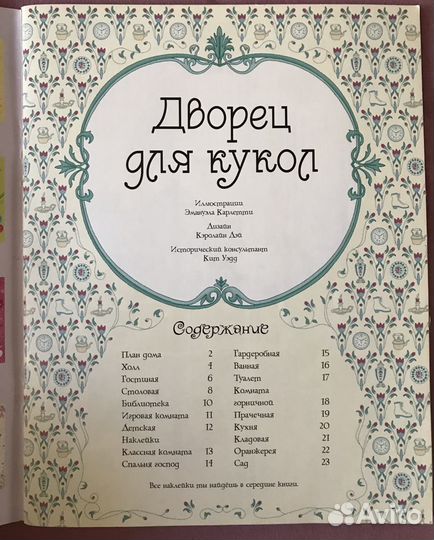 Дворец
для кукол
Иллюстрации
Эмануэла Карлетти
Дизайн
Кэролайн Дэй
Исторический консультант
Кит Уэдд
Содержание
План дома 2
Холл 4
Гостиная 6
Столовая 8
Библиотека 10
Игровая комната 11
Детская 12
Наклейки
Классная комната 13
Спальня господ 14
Гардеробная 15
Ванная 16
Туалет 17
Комната
горничной 18
Прачечная 19
Кухня 20
Кладовая 21
Оранжерея 22
Сад 23
Все наклейки ты найдёшь в середине книги.
Avito